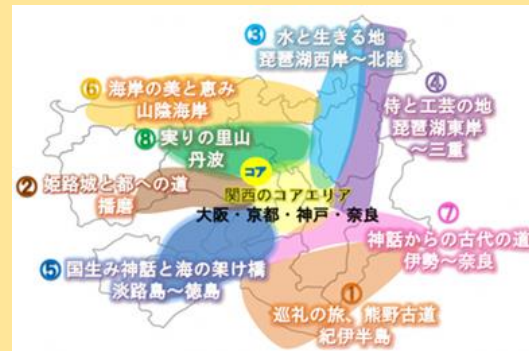 ③ 水と生きる地
琵琶湖西岸～北陸
④
侍と工芸の地
琵琶湖東岸
～三重
⑥ 海岸の美と恵み
山陰海岸
⑧ 実りの里山
丹波
コア
関西のコアエリア
大阪・京都・神戸・奈良
② 姫路城と都への道
播磨
⑦
神話からの古代の道
伊勢～奈良
⑤ 国生み神話と海の架け橋
淡路島～徳島
①
巡礼の旅、熊野古道
紀伊半島